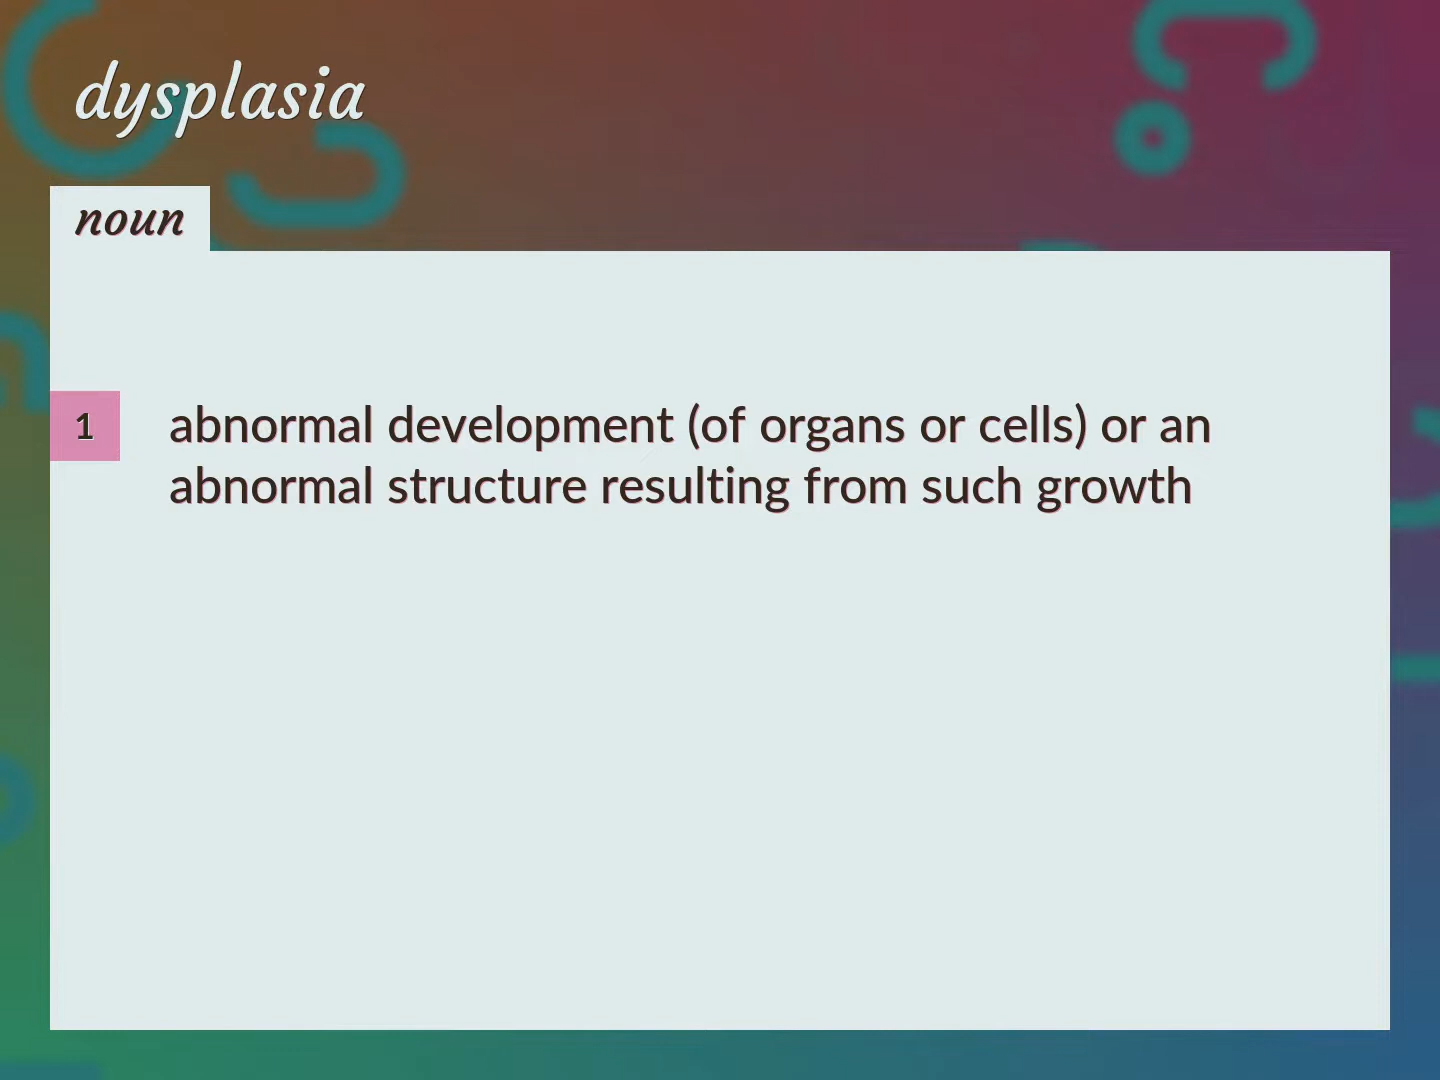 dysplasia
noun
1 abnormal development (of organs or cells) or an
abnormal structure resulting from such growth